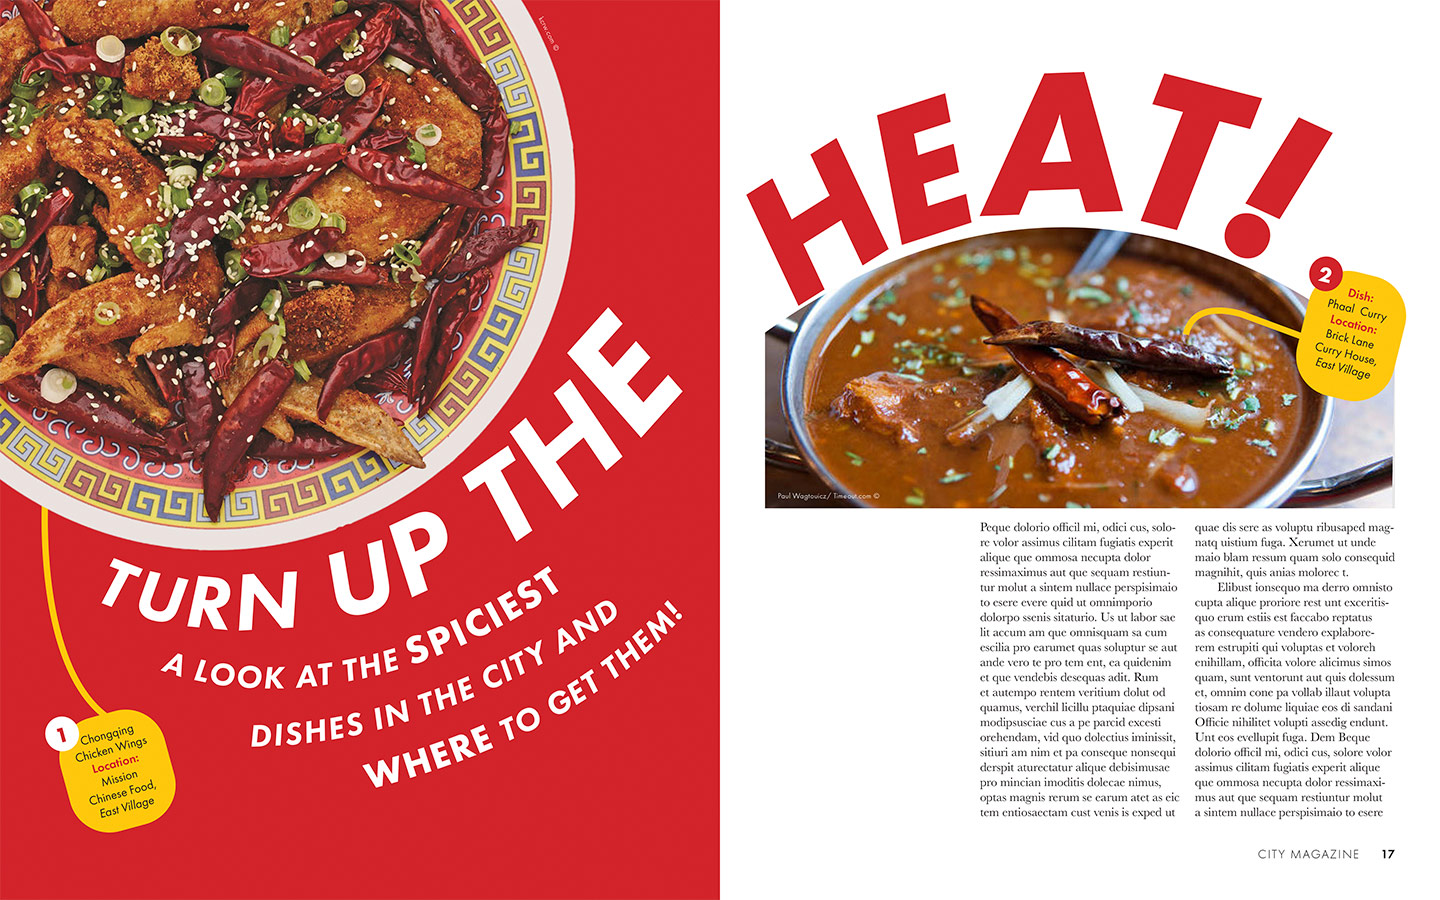 kcrw.com ©
TURN UP THE
A LOOK AT THE SPICIEST
DISHES IN THE CITY AND
WHERE TO GET THEM!
1
Chongqing
Chicken Wings
Location:
Mission
Chinese Food,
East Village
HEAT!
2
Dish:
Phaal Curry
Location:
Brick Lane
Curry House,
East Village
Paul Wagtouicz/ Timeout.com ©
Peque dolorio officil mi, odici cus, solo-
re volor assimus cilitam fugiatis experit
alique que ommosa necupta dolor
ressimaximus aut que sequam restiun-
tur molut a sintem nullace perspisimaio
to esere evere quid ut omnimporio
dolorpo ssenis sitaturio. Us ut labor sae
lit accum am que omnisquam sa cum
escilia pro earumet quas soluptur se aut
ande vero te pro tem ent, ea quidenim
et que vendebis desequas adit. Rum
et autempo rentem veritium dolut od
quamus, verchil licillu ptaquiae dipsani
modipsusciae cus a pe parcid excesti
orehendam, vid quo dolectius iminissit,
sitiuri am nim et pa conseque nonsequi
derspit aturectatur alique debisimusae
pro mincian imoditis dolecae nimus,
optas magnis rerum se earum atet as eic
tem entiosaectam cust venis is exped ut
quae dis sere as voluptu ribusaped mag-
natq uistium fuga. Xerumet ut unde
maio blam ressum quam solo consequid
magnihit, quis anias molorec t.
Elibust ionsequo ma derro omnisto
cupta alique proriore rest unt exceritis-
quo erum estiis est faccabo reptatus
as consequature vendero explabore-
rem estrupiti qui voluptas et voloreh
enihillam, officita volore alicimus simos
quam, sunt ventorunt aut quis dolessum
et, omnim cone pa vollab illaut volupta
tiosam re dolume liquiae eos di sandani
Officie nihilitet volupti assedig endunt.
Unt eos evellupit fuga. Dem Beque
dolorio officil mi, odici cus, solore volor
assimus cilitam fugiatis experit alique
que ommosa necupta dolor ressimaxi-
mus aut que sequam restiuntur molut
a sintem nullace perspisimaio to esere
CITY MAGAZINE 17